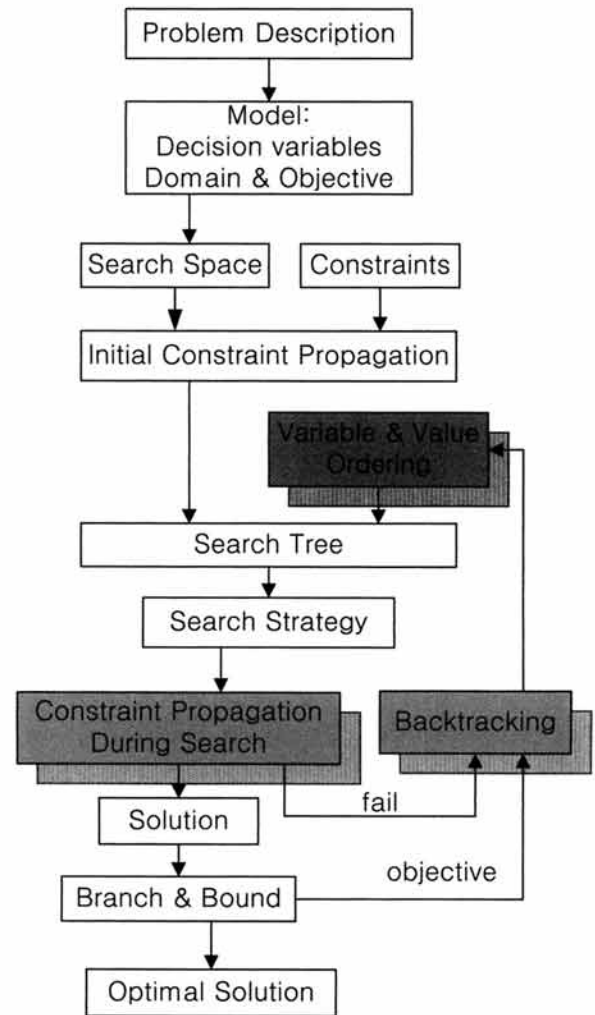 Problem Description
Model:
Decision variables
Domain & Objective
Search Space
Constraints
Initial Constraint Propagation
Variable & Value
Ordering
Search Tree
Search Strategy
Constraint Propagation
During Search
Backtracking
fail
Solution
objective
Branch & Bound
Optimal Solution